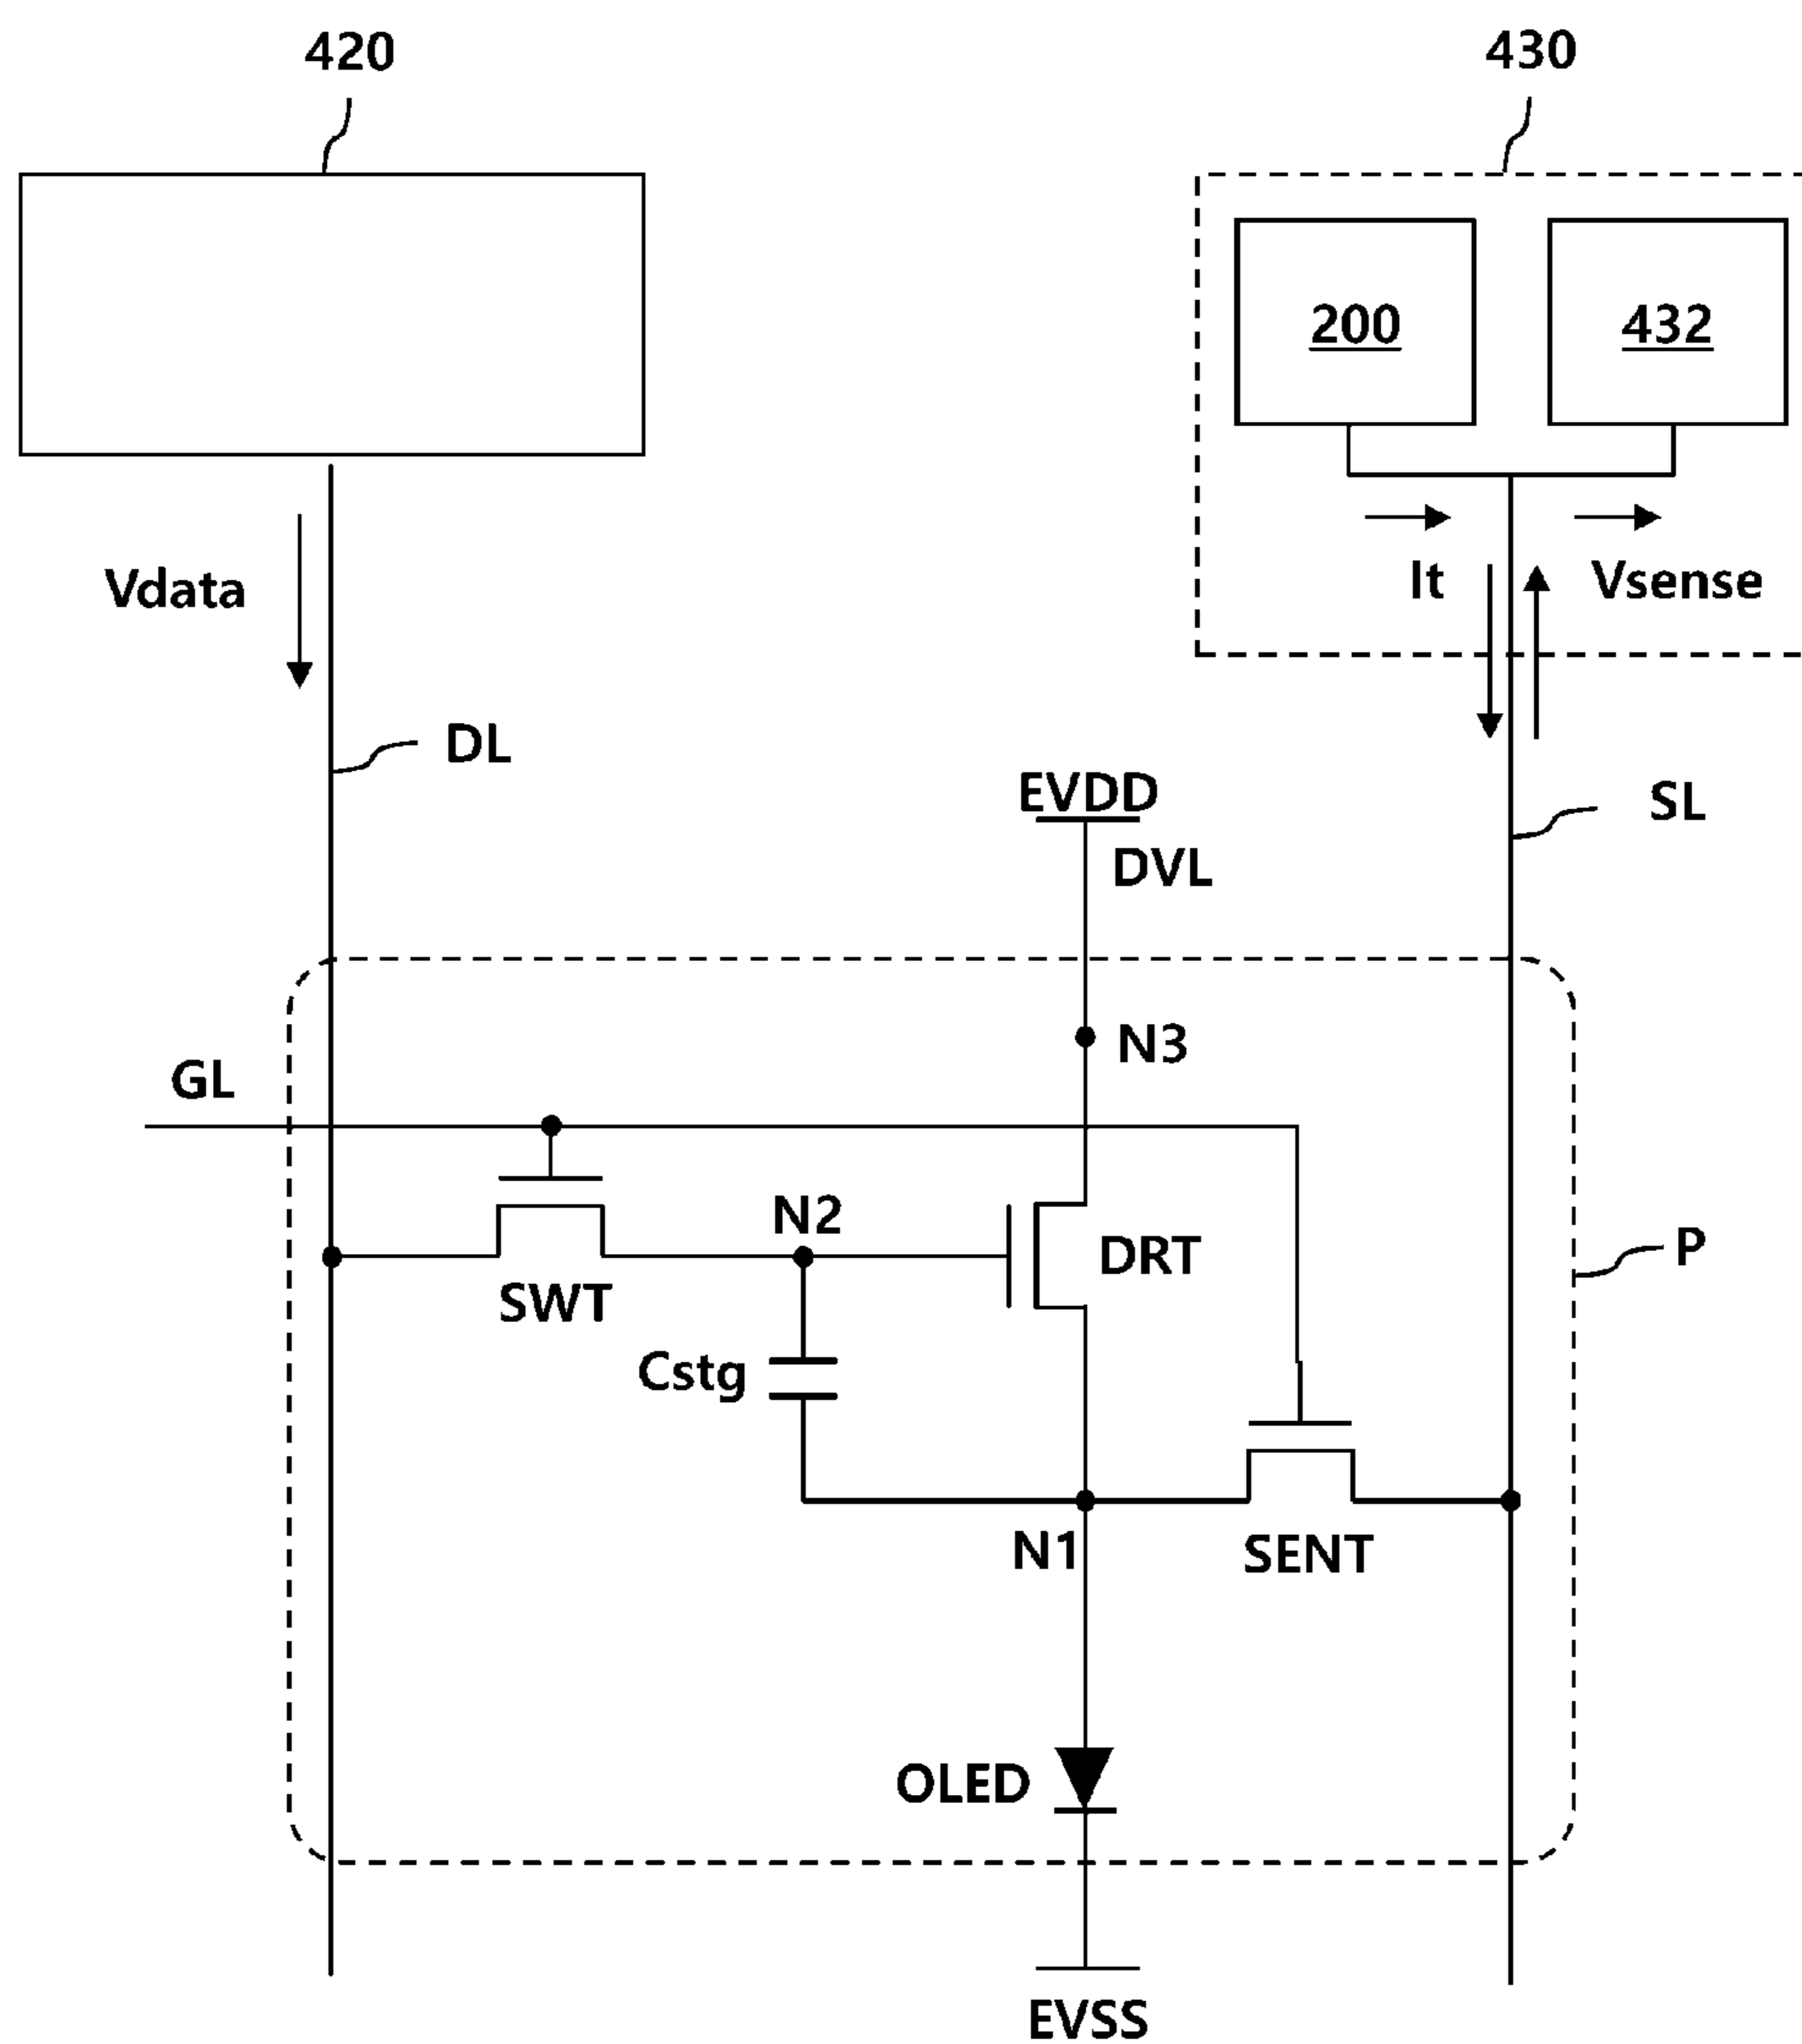 420
430
200
432
Vdata
It
Vsense
DL
EVDD
SL
DVL
N3
GL
N2
DRT
P
SWT
Cstg
N1
SENT
OLED
EVSS